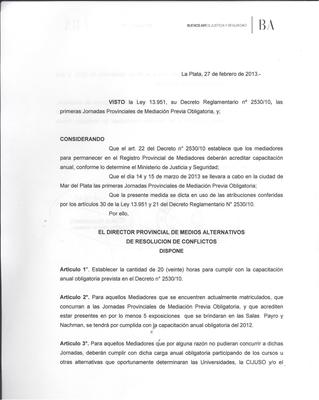 BUENOS AIRES JUSTICIA Y SEGURIDAD BA
La Plata, 27 de febrero de 2013.-
VISTO la Ley 13.951, su Decreto Reglamentario nº 2530/10, las
primeras Jornadas Provinciales de Mediación Previa Obligatoria, y;
CONSIDERANDO
Que el art. 22 del Decreto n° 2530/10 establece que los mediadores
para permanecer en el Registro Provincial de Mediadores deberán acreditar capacitación
anual, conforme lo determine el Ministerio de Justicia y Seguridad;
Que el día 14 y 15 de marzo de 2013 se llevara a cabo en la ciudad de
Mar del Plata las primeras Jornadas Provinciales de Mediación Previa Obligatoria;
Que la presente medida se dicta en uso de las atribuciones conferidas
por los artículos 30 de la Ley 13.951 y 21 del Decreto Reglamentario N° 2530/10.
Por ello,
EL DIRECTOR PROVINCIAL DE MEDIOS ALTERNATIVOS
DE RESOLUCION DE CONFLICTOS
DISPONE
Articulo 1°. Establecer la cantidad de 20 (veinte) horas para cumplir con la capacitación
anual obligatoria prevista en el Decreto n° 2530/10.
Articulo 2°. Para aquellos Mediadores que se encuentren actualmente matriculados, que
concurran a las Jornadas Provinciales de Mediación Previa Obligatoria, y que acrediten
estar presentes en por lo menos 5 exposiciones que se brindaran en las Salas Payro y
Nachman, se tendrá por cumplida con la capacitación anual obligatoria del 2012.
Articulo 3°. Para aquellos Mediadores que por alguna razón no pudieran concurrir a dichas
Jornadas, deberán cumplir con dicha carga anual obligatoria participando de los cursos u
otras alternativas que oportunamente determinaran las Universidades, la CIJUSO y/o el